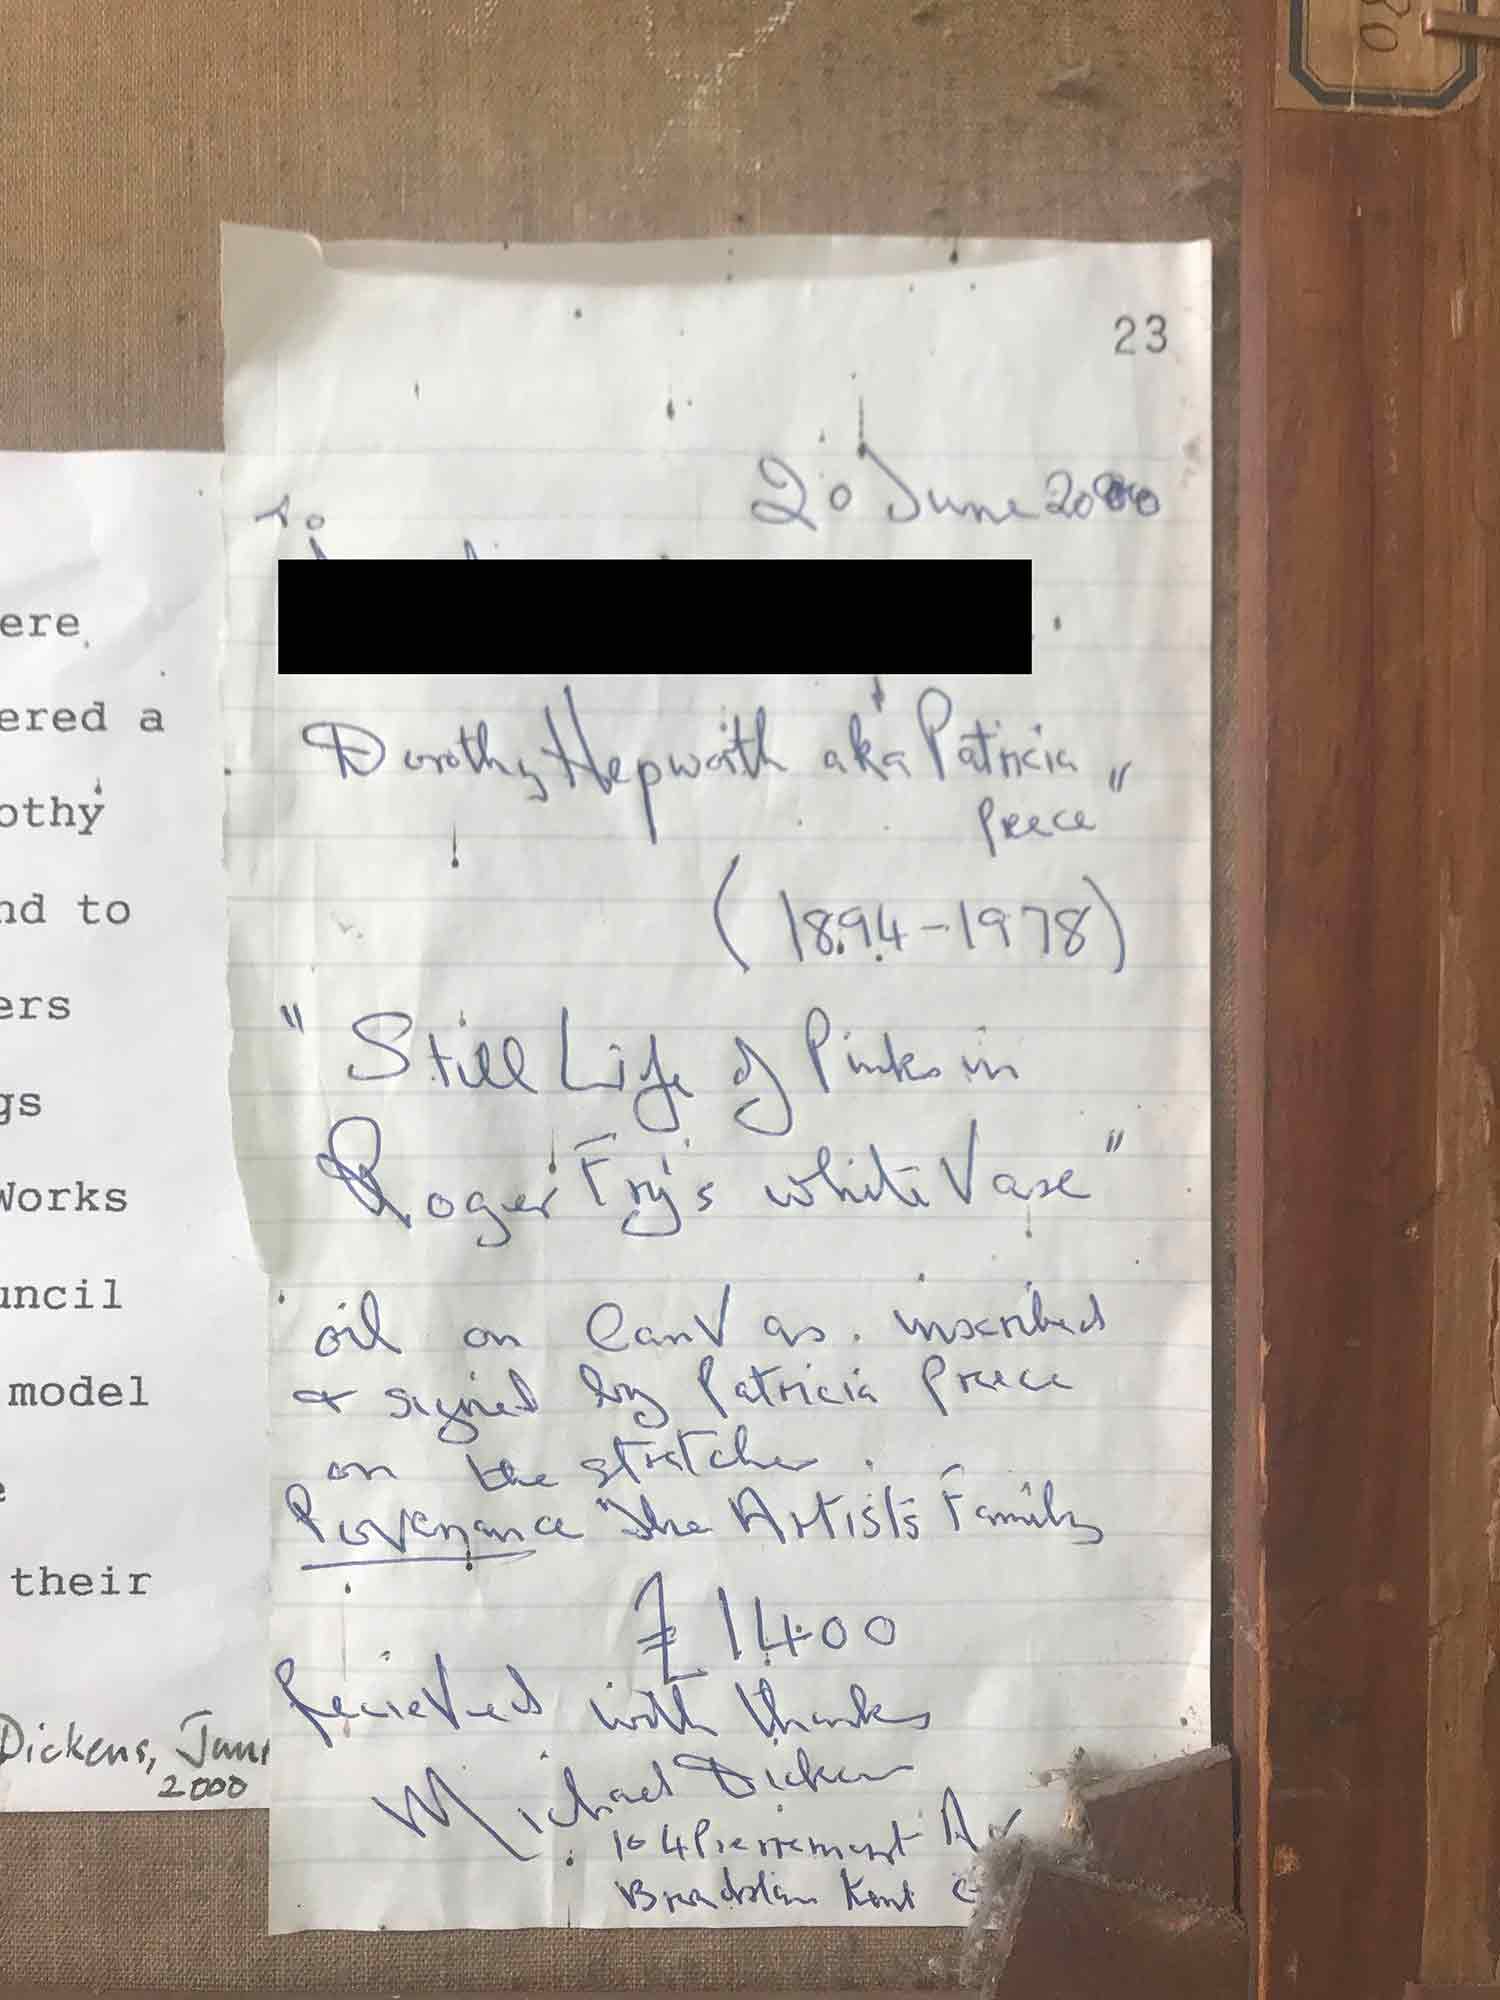 ere
ered a
othy
nd to
ers
gs
Works
uncil
model
e
their
Dickens, June
2000
23
20 June 2000
To
Dorothy Hepworth aka "Patricia
Preece"
(1894-1978)
"Still Life of Pinks in
Roger Fry's white Vase"
oil on Canvas. inscribed
& signed by Patricia Preece
on the stretcher.
Provenance "The Artist's Family
£1400
Recieved with thanks
Michael Dickens
104 Pierremont Av
Broadstairs Kent